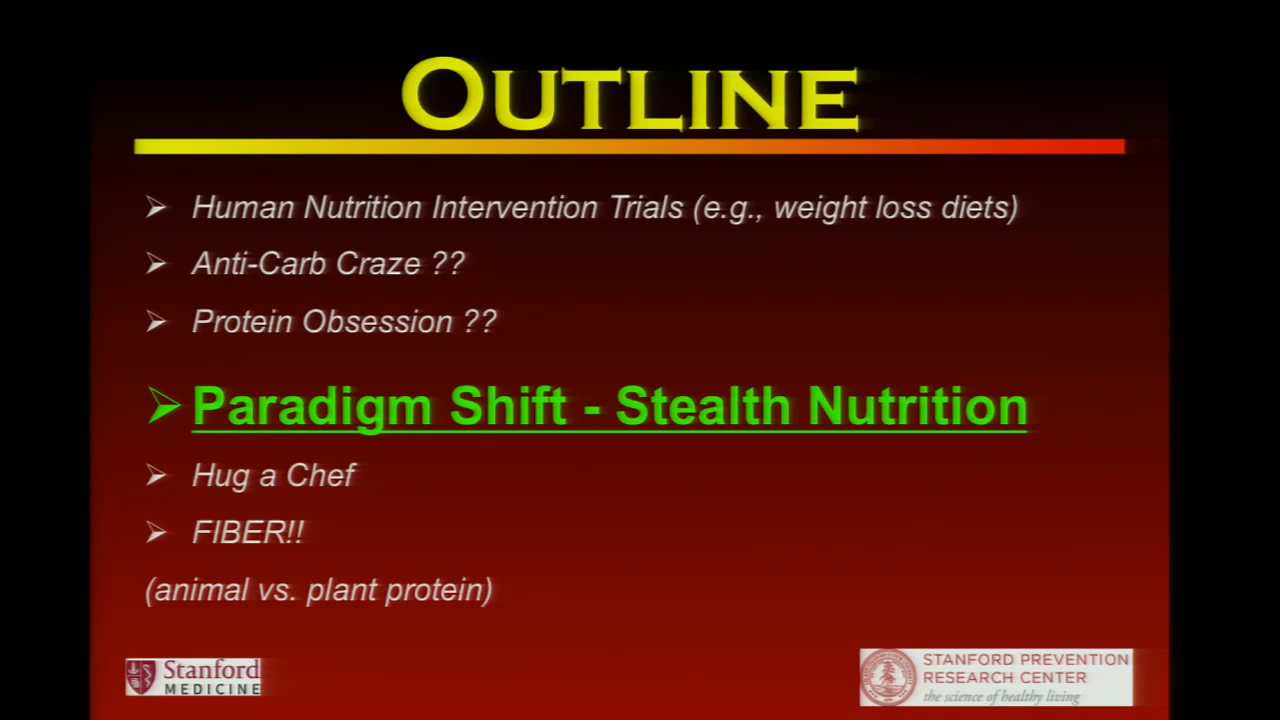 OUTLINE
Human Nutrition Intervention Trials (e.g., weight loss diets)
Anti-Carb Craze ??
Protein Obsession ??
Paradigm Shift - Stealth Nutrition
Hug a Chef
FIBER!!
(animal vs. plant protein)
Stanford
MEDICINE
STANFORD PREVENTION
RESEARCH CENTER
the science of healthy living